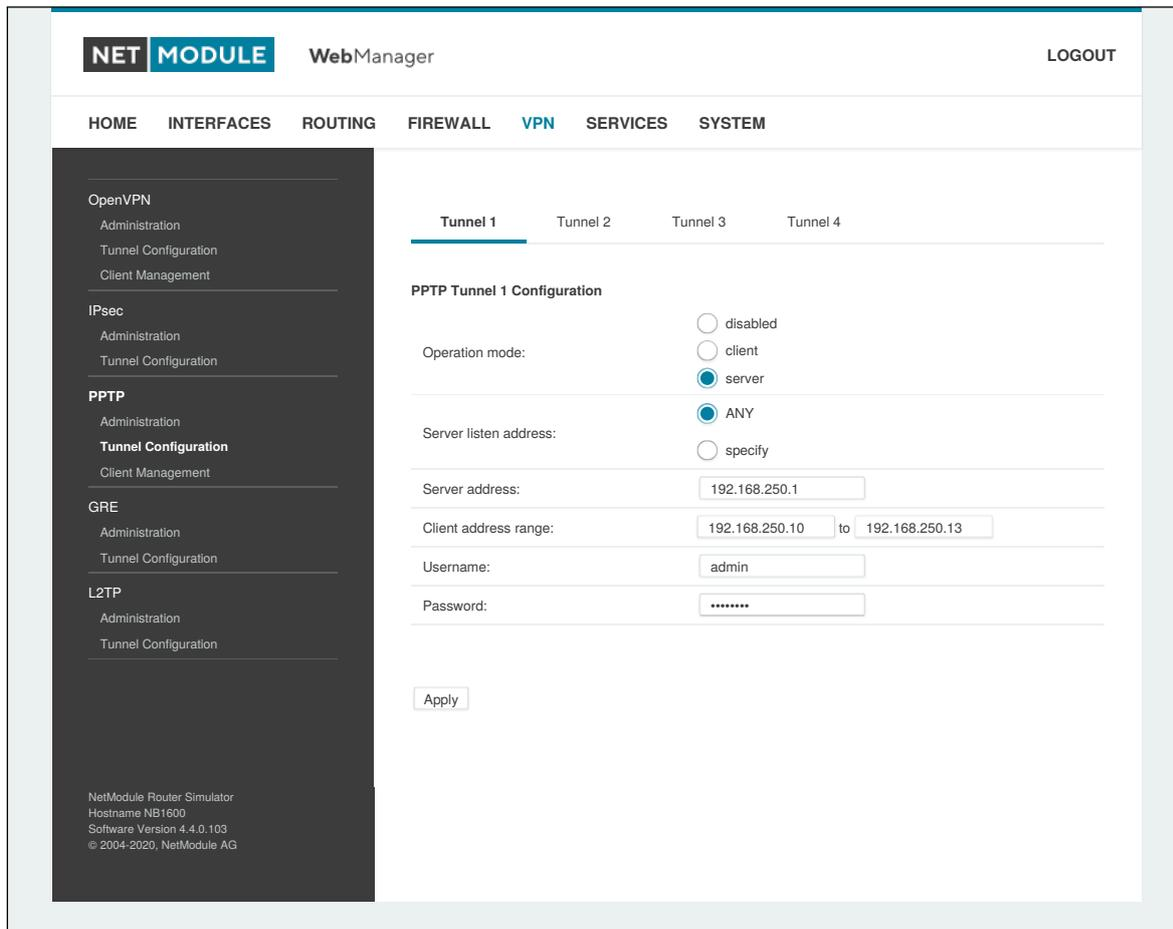 NET MODULE WebManager LOGOUT
HOME INTERFACES ROUTING FIREWALL VPN SERVICES SYSTEM
OpenVPN
Administration
Tunnel Configuration
Client Management
IPsec
Administration
Tunnel Configuration
PPTP
Administration
Tunnel Configuration
Client Management
GRE
Administration
Tunnel Configuration
L2TP
Administration
Tunnel Configuration
NetModule Router Simulator
Hostname NB1600
Software Version 4.4.0.103
© 2004-2020, NetModule AG
Tunnel 1 Tunnel 2 Tunnel 3 Tunnel 4
PPTP Tunnel 1 Configuration
Operation mode:
disabled
client
server
Server listen address:
ANY
specify
Server address: 192.168.250.1
Client address range: 192.168.250.10 to 192.168.250.13
Username: admin
Password: ••••••••
Apply